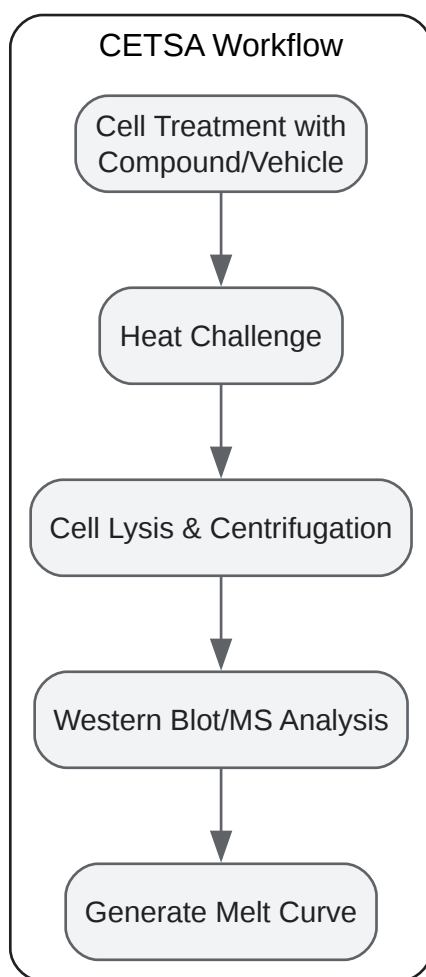 CETSA Workflow
Cell Treatment with
Compound/Vehicle
Heat Challenge
Cell Lysis & Centrifugation
Western Blot/MS Analysis
Generate Melt Curve